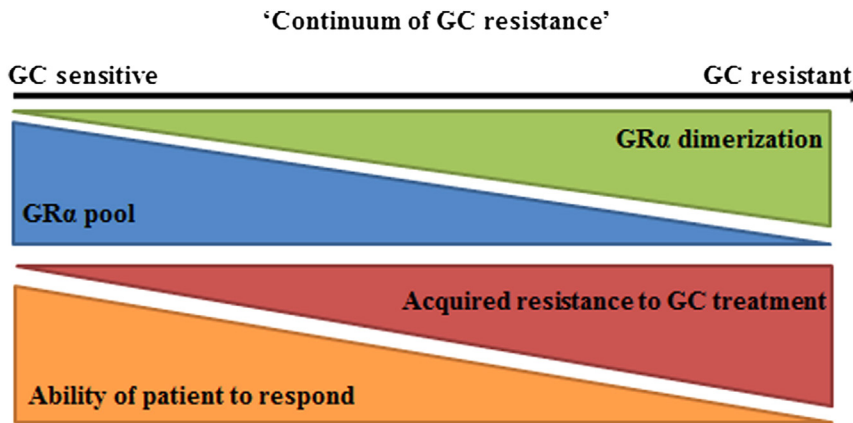 ‘Continuum of GC resistance’
GC sensitive
GC resistant
GRα dimerization
GRα pool
Acquired resistance to GC treatment
Ability of patient to respond